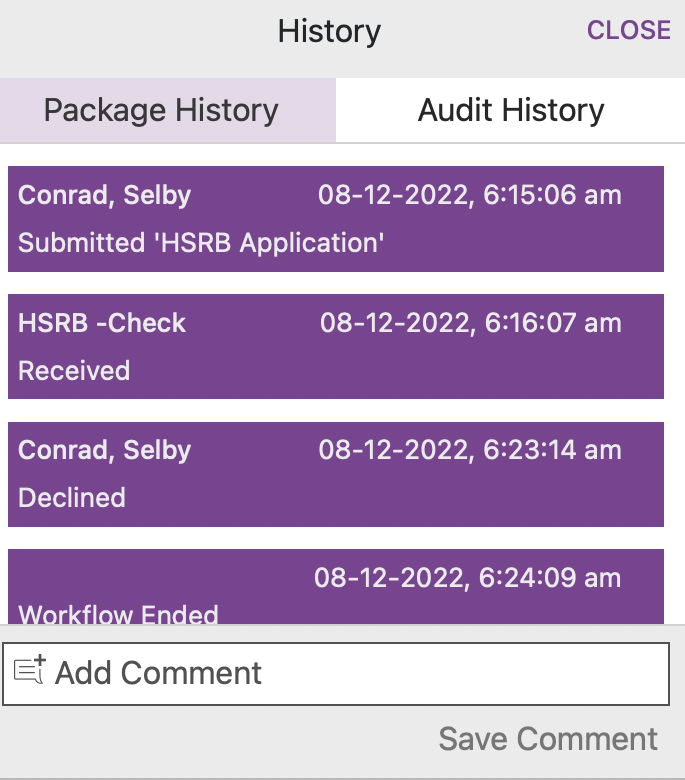 History
CLOSE
Package History
Audit History
Conrad, Selby 08-12-2022, 6:15:06 am
Submitted 'HSRB Application'
HSRB -Check 08-12-2022, 6:16:07 am
Received
Conrad, Selby 08-12-2022, 6:23:14 am
Declined
08-12-2022, 6:24:09 am
Workflow Ended
Add Comment
Save Comment